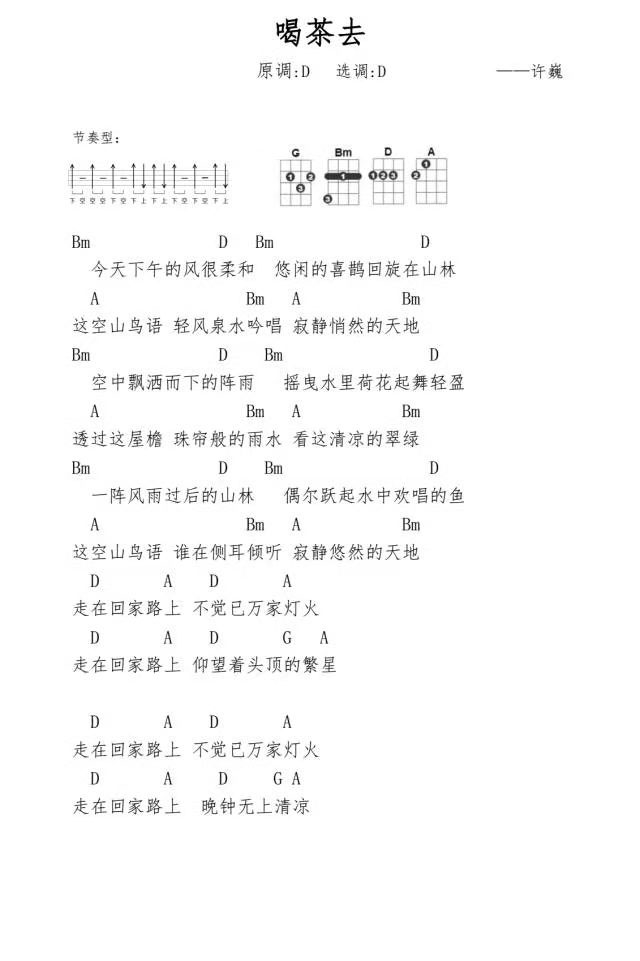 喝茶去
原调:D 选调:D ——许巍
节奏型:
G Bm D A
1 2 3 1 3 1 2 3 1 2
下 空 空 空 下 空 下 上 下 上 下 空 下 空 下 上
Bm D Bm D
今天下午的风很柔和 悠闲的喜鹊回旋在山林
A Bm A Bm
这空山鸟语 轻风泉水吟唱 寂静悄然的天地
Bm D Bm D
空中飘洒而下的阵雨 摇曳水里荷花起舞轻盈
A Bm A Bm
透过这屋檐 珠帘般的雨水 看这清凉的翠绿
Bm D Bm D
一阵风雨过后的山林 偶尔跃起水中欢唱的鱼
A Bm A Bm
这空山鸟语 谁在侧耳倾听 寂静悠然的天地
D A D A
走在回家路上 不觉已万家灯火
D A D G A
走在回家路上 仰望着头顶的繁星
D A D A
走在回家路上 不觉已万家灯火
D A D G A
走在回家路上 晚钟无上清凉